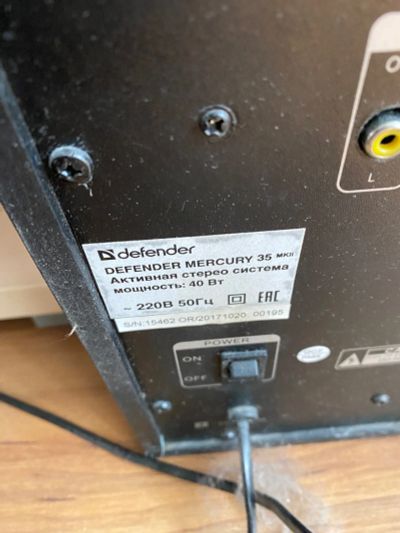 O
L
defender
DEFENDER MERCURY 35 MKII
Активная стерео система
мощность: 40 Вт
~ 220В 50Гц EAC
S/N:15462 OR/20171020 00195
POWER
ON
OFF